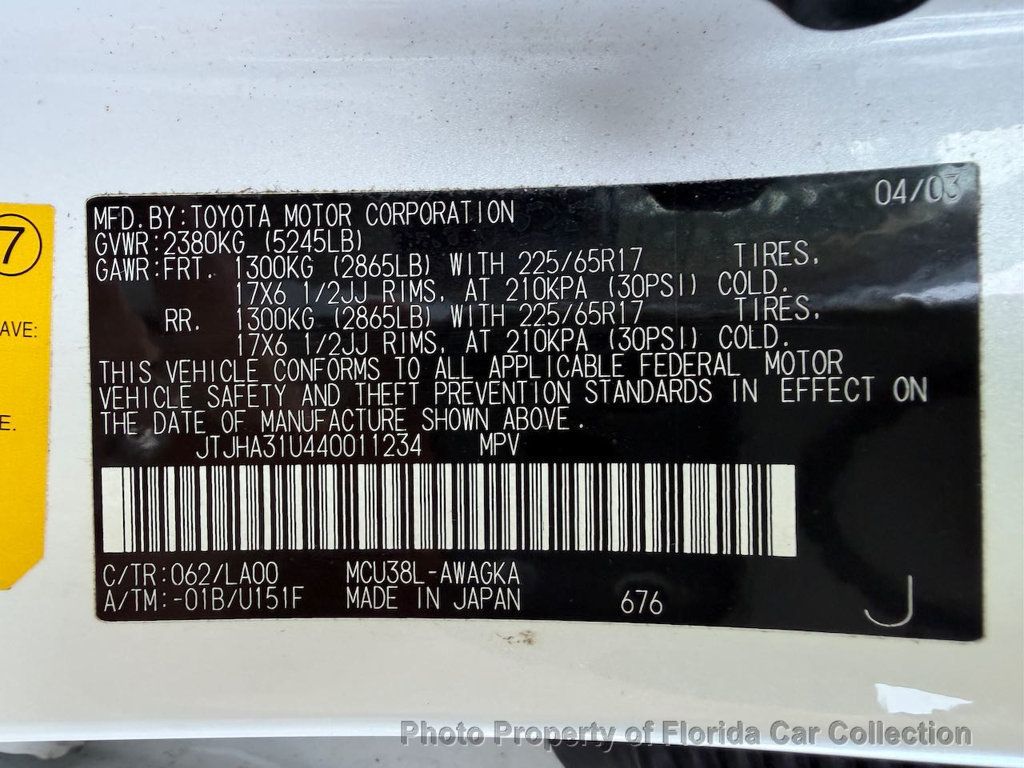 04/03
MFD.BY:TOYOTA MOTOR CORPORATION
GVWR:2380KG (5245LB)
GAWR:FRT. 1300KG (2865LB) WITH 225/65R17 TIRES,
17X6 1/2JJ RIMS, AT 210KPA (30PSI) COLD.
RR. 1300KG (2865LB) WITH 225/65R17 TIRES,
17X6 1/2JJ RIMS, AT 210KPA (30PSI) COLD.
THIS VEHICLE CONFORMS TO ALL APPLICABLE FEDERAL MOTOR
VEHICLE SAFETY AND THEFT PREVENTION STANDARDS IN EFFECT ON
THE DATE OF MANUFACTURE SHOWN ABOVE.
JTJHA31U440011234 MPV
C/TR:062/LA00 MCU38L-AWAGKA
A/TM:-01B/U151F MADE IN JAPAN 676 J
7
AVE:
E.
Photo Property of Florida Car Collection